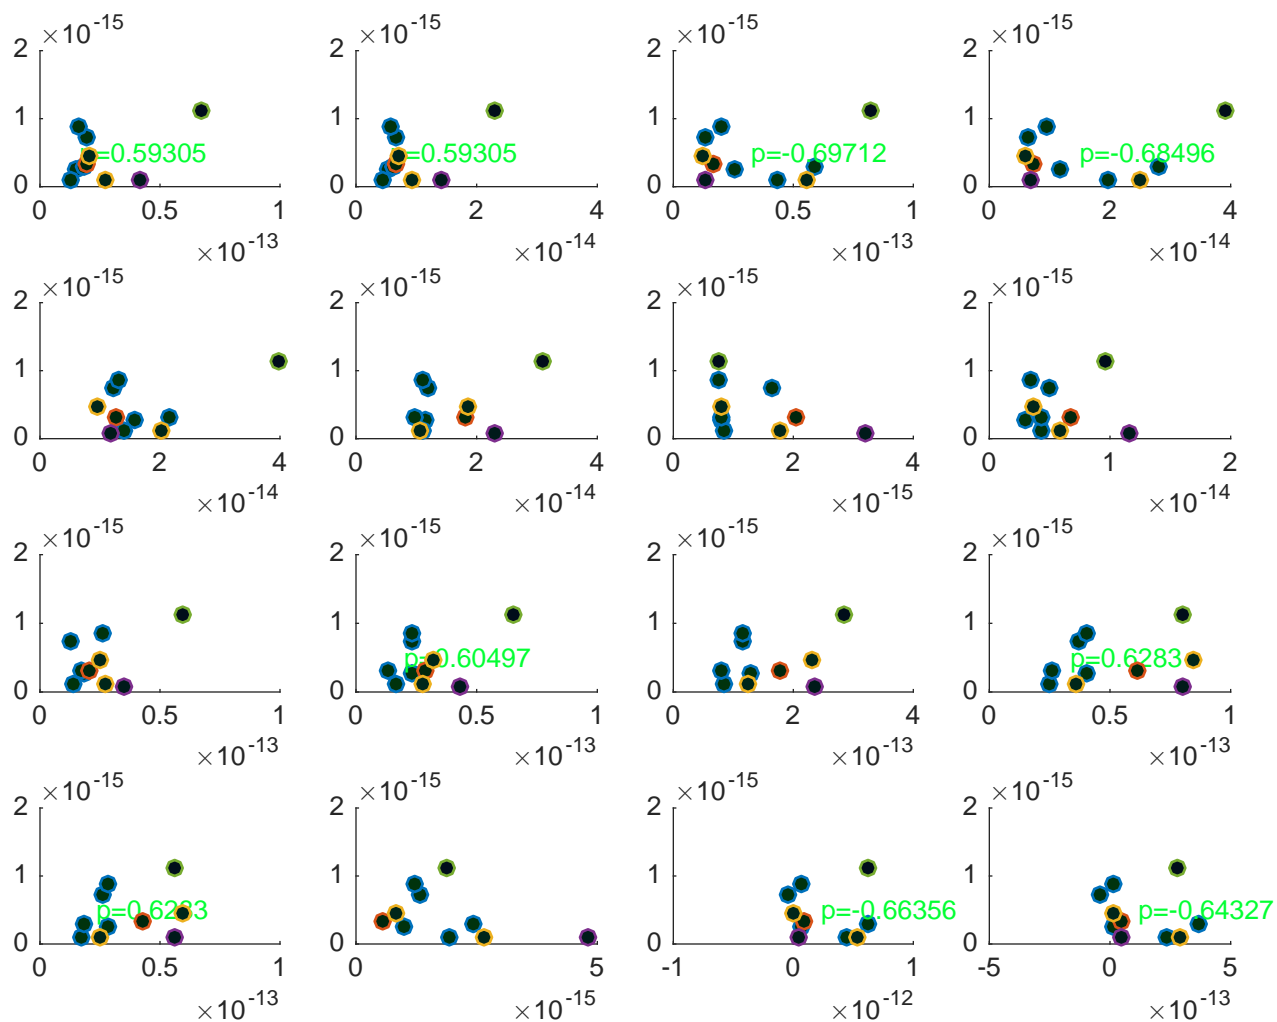 ×10-15 ×10-15 ×10-15 ×10-15
2 2 2 2
1 1 1 1
=0.59305 =0.59305 p=-0.69712 p=-0.68496
0 0 0 0
0 0.5 1 0 2 4 0 0.5 1 0 2 4
×10-13 ×10-14 ×10-13 ×10-14
×10-15 ×10-15 ×10-15 ×10-15
2 2 2 2
1 1 1 1
0 0 0 0
0 2 4 0 2 4 0 2 4 0 1 2
×10-14 ×10-14 ×10-15 ×10-14
×10-15 ×10-15 ×10-15 ×10-15
2 2 2 2
1 1 1 1
p=0.60497 p=0.6283
0 0 0 0
0 0.5 1 0 0.5 1 0 2 4 0 0.5 1
×10-13 ×10-13 ×10-13 ×10-13
×10-15 ×10-15 ×10-15 ×10-15
2 2 2 2
1 1 1 1
p=0.6283 p=-0.66356 p=-0.64327
0 0 0 0
0 0.5 1 0 5 -1 0 1 -5 0 5
×10-13 ×10-15 ×10-12 ×10-13